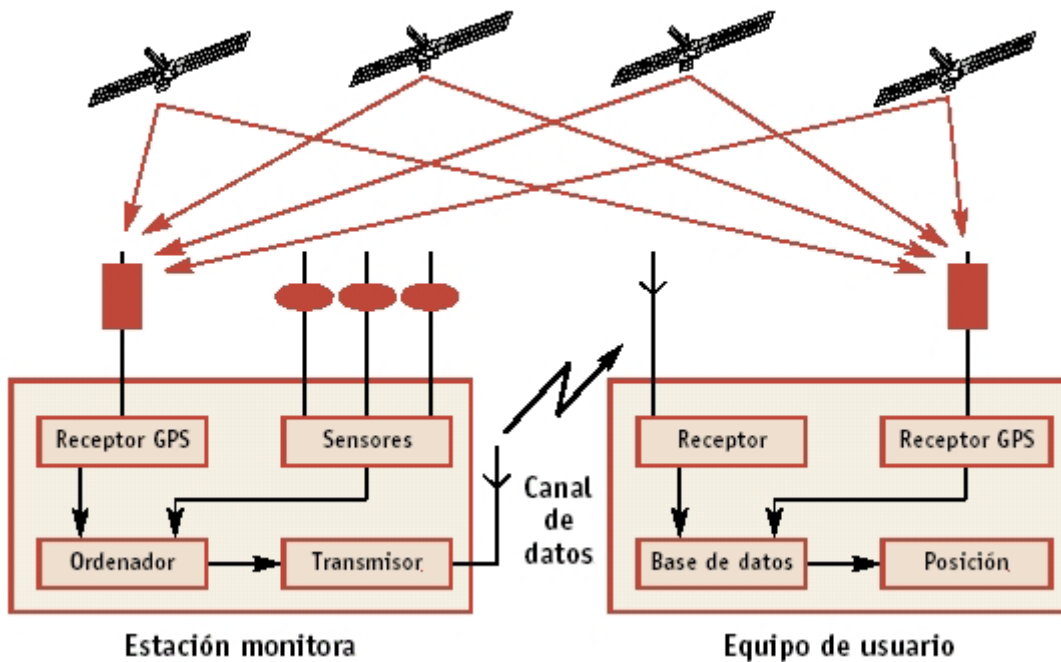 Receptor GPS
Sensores
Ordenador
Transmisor
Canal
de
datos
Receptor
Receptor GPS
Base de datos
Posición
Estación monitora
Equipo de usuario